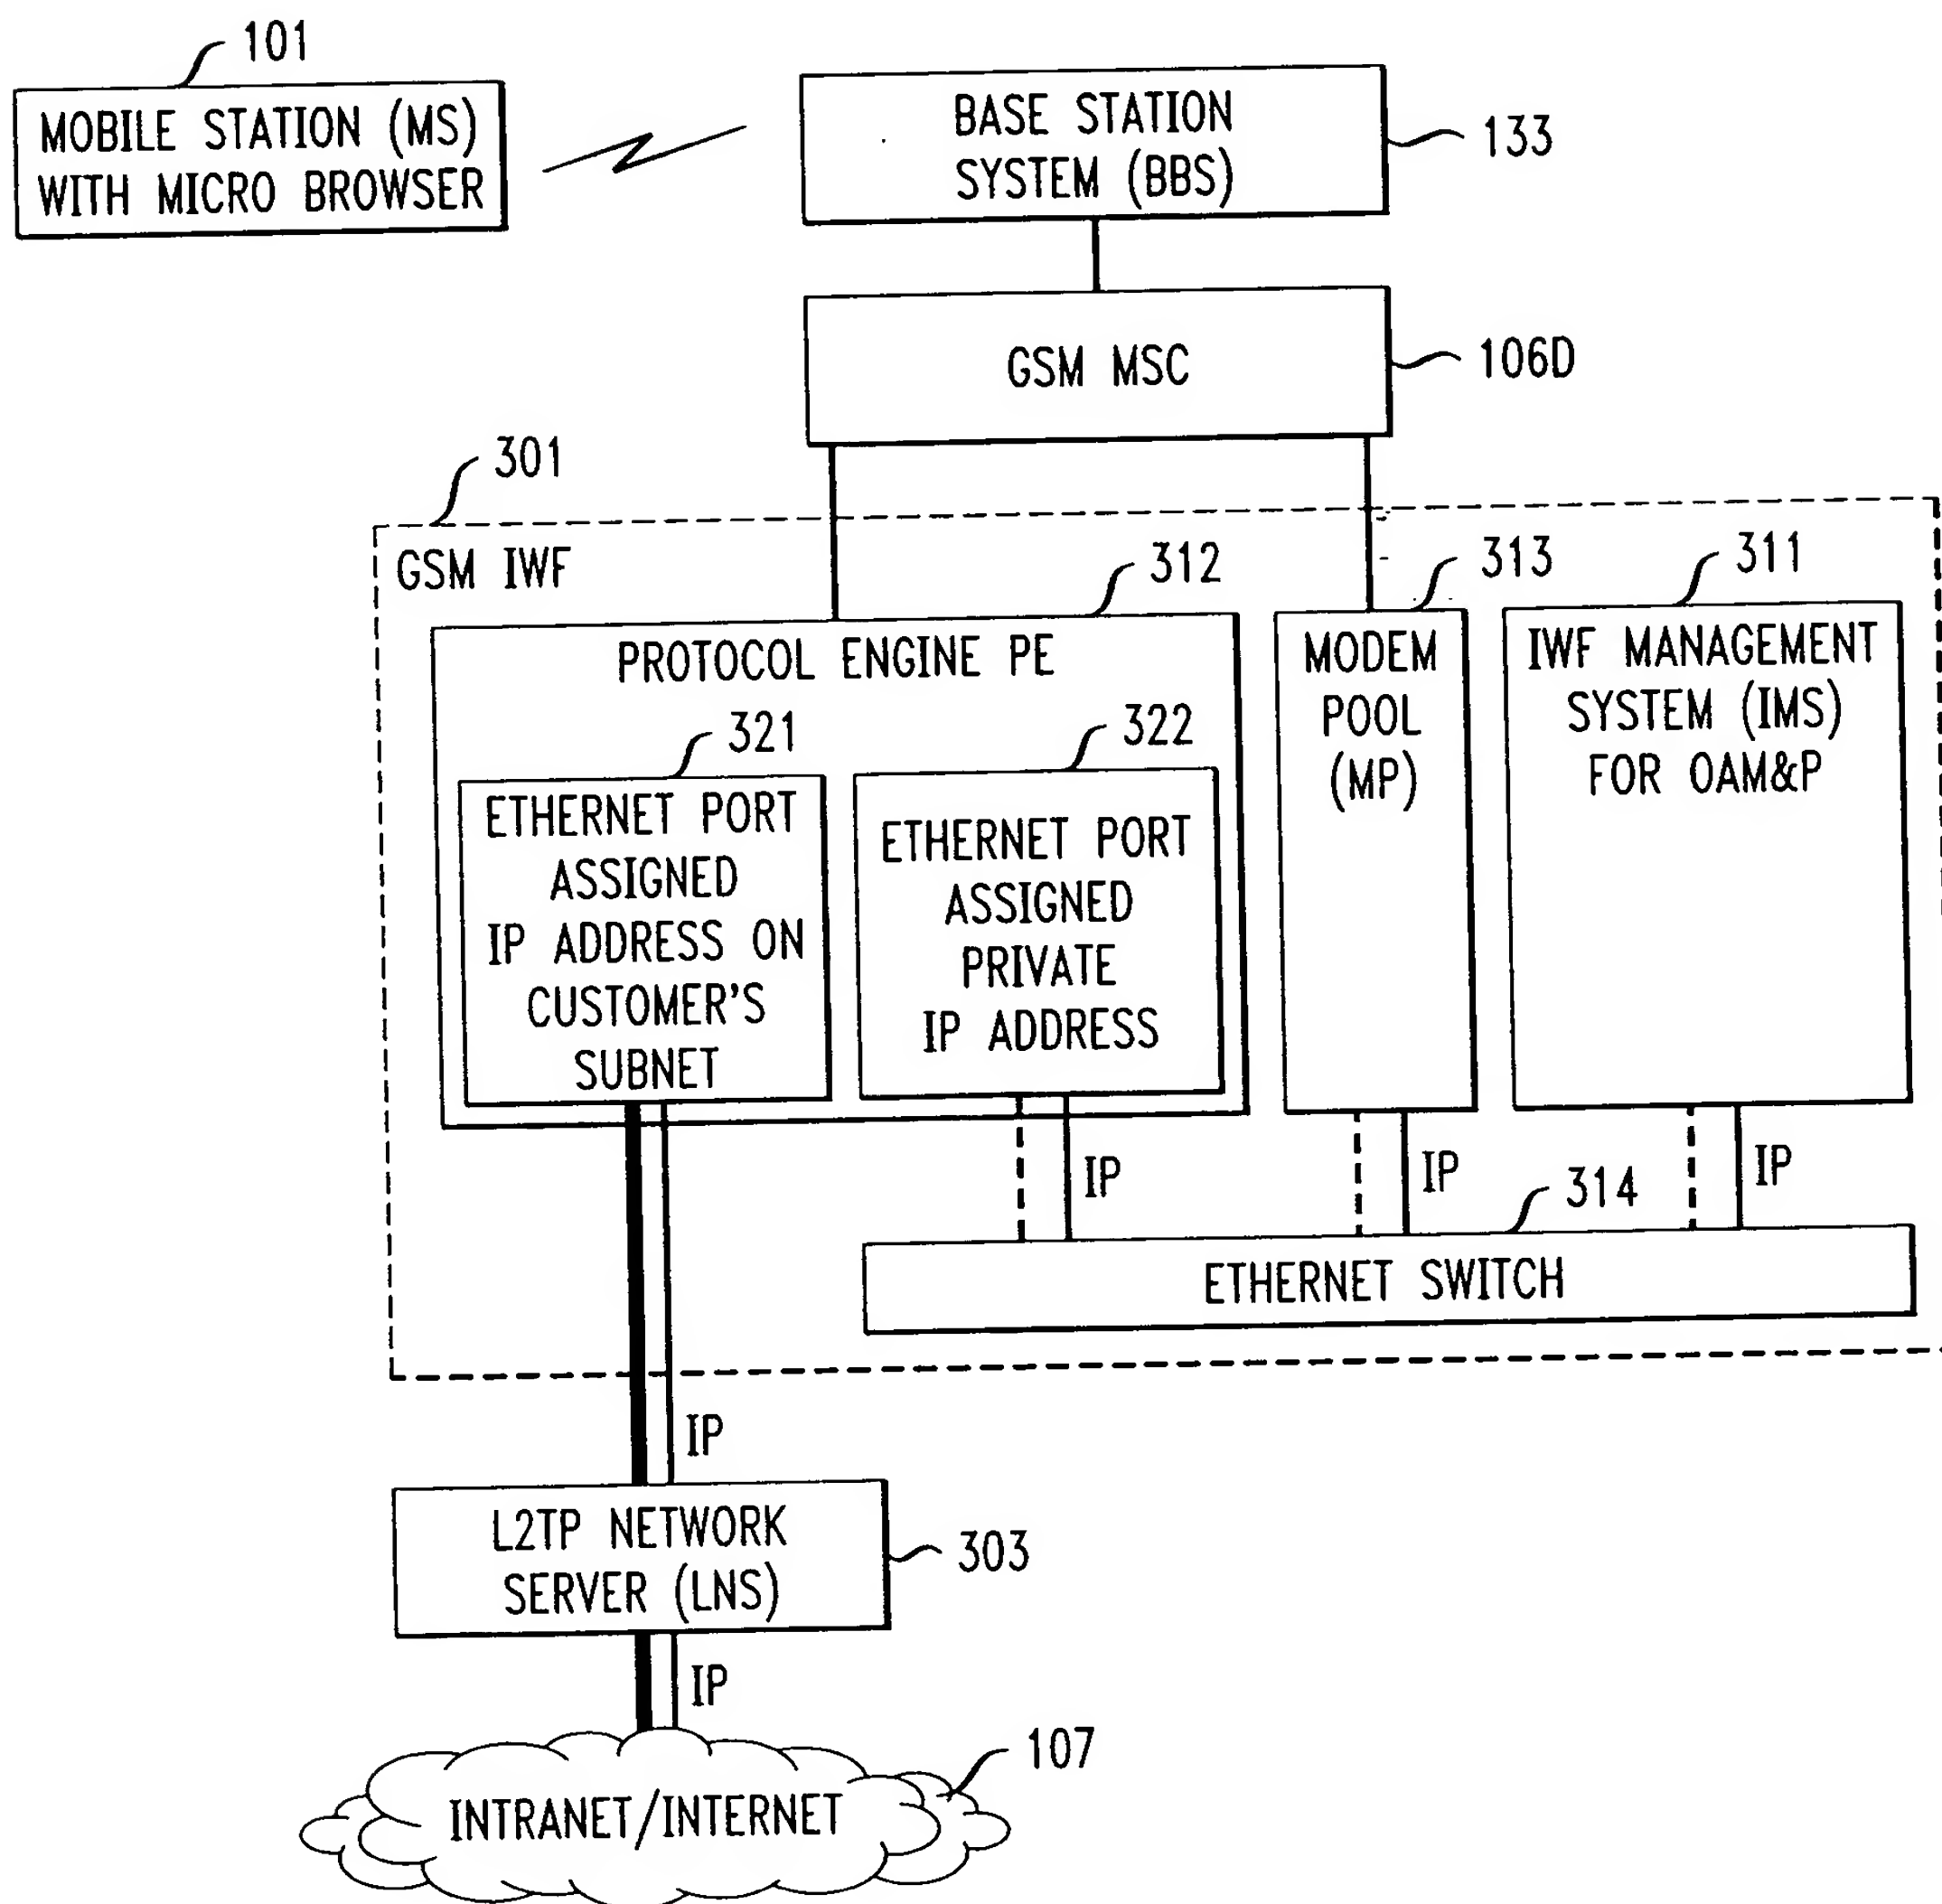 101
MOBILE STATION (MS)
WITH MICRO BROWSER
BASE STATION
SYSTEM (BBS)
133
GSM MSC
106D
301
GSM IWF
312
313
311
PROTOCOL ENGINE PE
321
322
ETHERNET PORT
ASSIGNED
IP ADDRESS ON
CUSTOMER'S
SUBNET
ETHERNET PORT
ASSIGNED
PRIVATE
IP ADDRESS
MODEM
POOL
(MP)
IWF MANAGEMENT
SYSTEM (IMS)
FOR OAM&P
IP
IP
IP
314
ETHERNET SWITCH
IP
L2TP NETWORK
SERVER (LNS)
303
IP
107
INTRANET/INTERNET